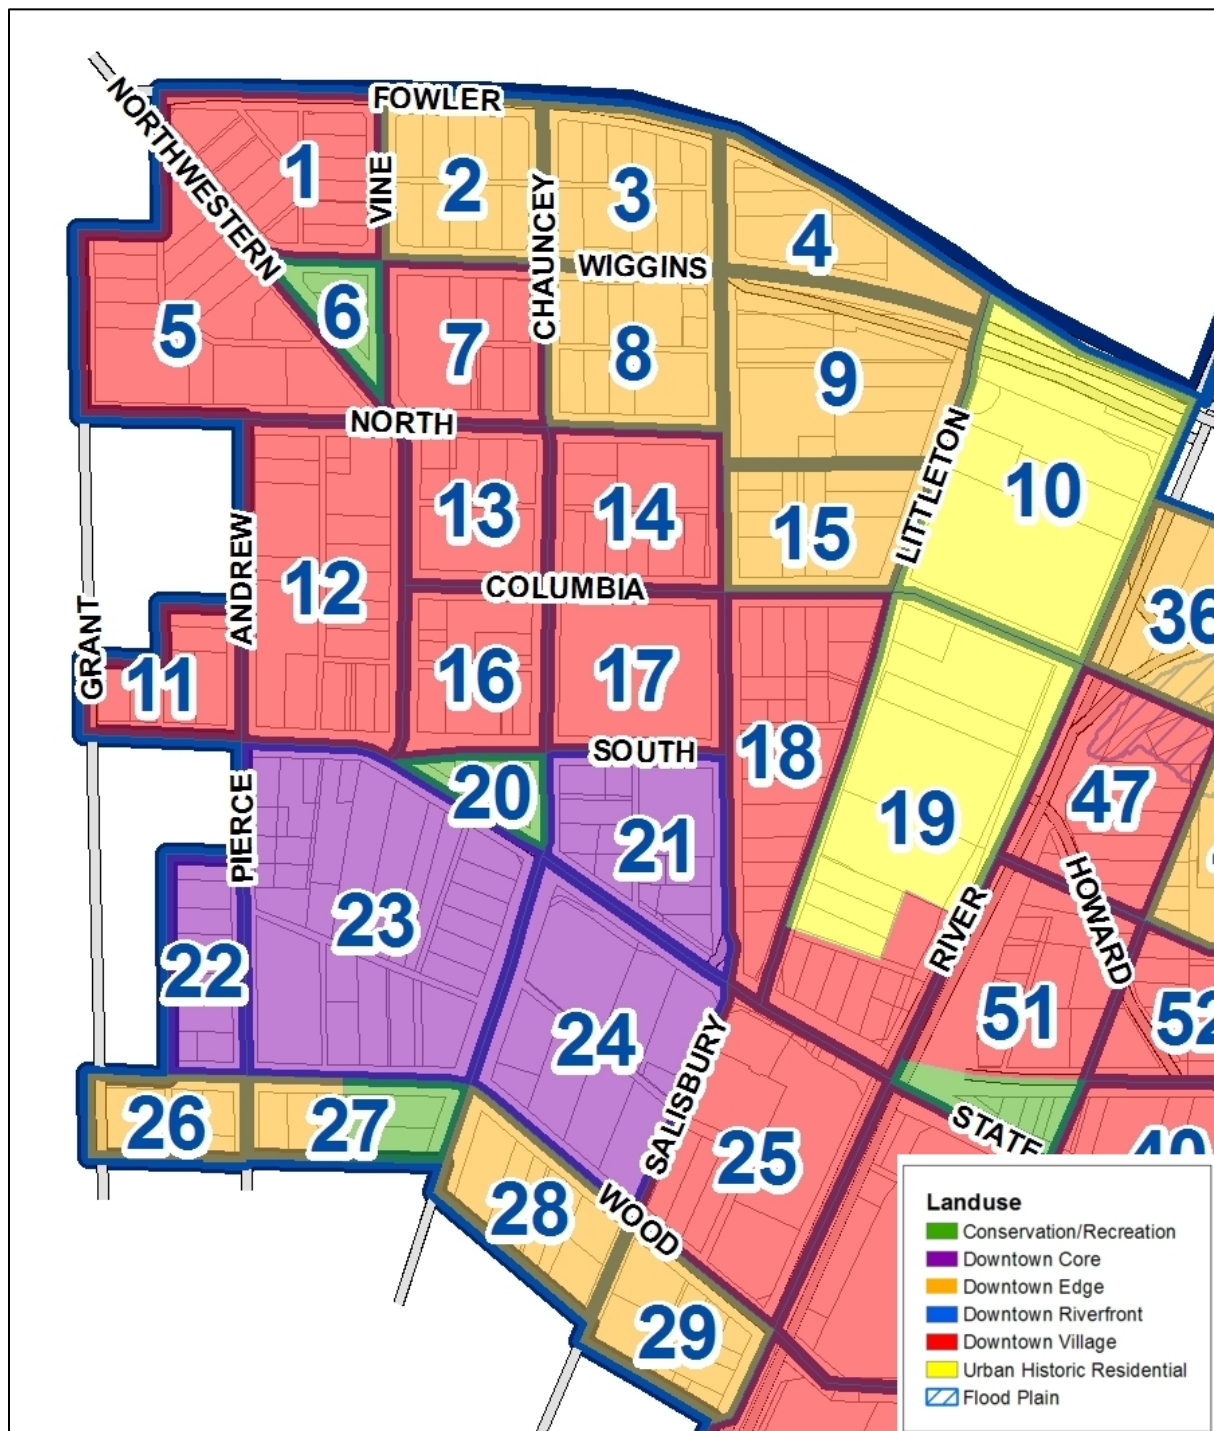 FOWLER
NORTHWESTERN
1
VINE
2
CHAUNCEY
3
4
WIGGINS
5
6
7
8
9
LITTLETON
10
NORTH
13
14
15
ANDREW
12
COLUMBIA
36
GRANT
11
16
17
18
SOUTH
PIERCE
20
21
19
47
HOWARD
22
23
24
RIVER
51
52
SALISBURY
26
27
25
STATE
40
28
WOOD
29
Landuse
Conservation/Recreation
Downtown Core
Downtown Edge
Downtown Riverfront
Downtown Village
Urban Historic Residential
Flood Plain